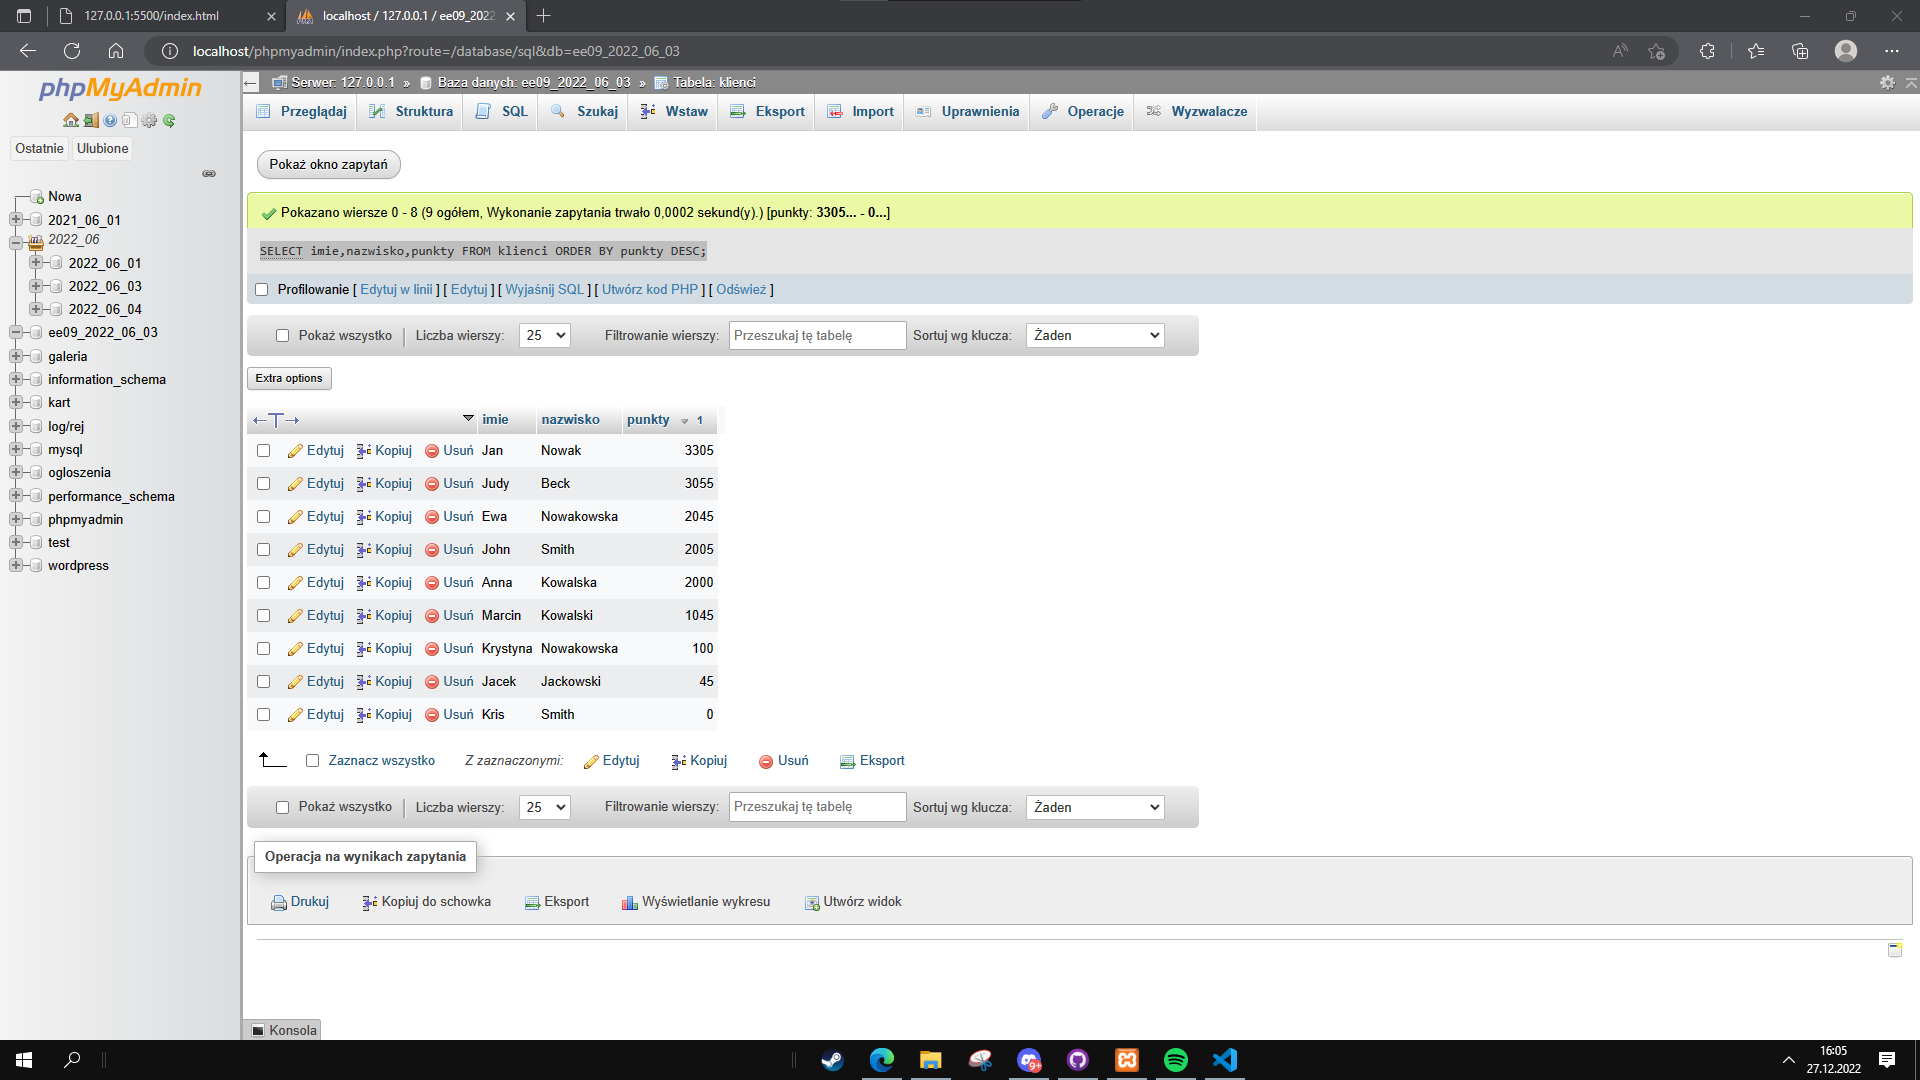 127.0.0.1:5500/index.html
localhost / 127.0.0.1 / ee09_2022
localhost/phpmyadmin/index.php?route=/database/sql&db=ee09_2022_06_03
phpMyAdmin
Ostatnie Ulubione
Nowa
2021_06_01
2022_06
2022_06_01
2022_06_03
2022_06_04
ee09_2022_06_03
galeria
information_schema
kart
log/rej
mysql
ogloszenia
performance_schema
phpmyadmin
test
wordpress
Serwer: 127.0.0.1 » Baza danych: ee09_2022_06_03 » Tabela: klienci
Przeglądaj Struktura SQL Szukaj Wstaw Eksport Import Uprawnienia Operacje Wyzwalacze
Pokaż okno zapytań
Pokazano wiersze 0 - 8 (9 ogółem, Wykonanie zapytania trwało 0,0002 sekund(y).) [punkty: 3305... - 0...]
SELECT imie,nazwisko,punkty FROM klienci ORDER BY punkty DESC;
Profilowanie [ Edytuj w linii ] [ Edytuj ] [ Wyjaśnij SQL ] [ Utwórz kod PHP ] [ Odśwież ]
Pokaż wszystko Liczba wierszy: 25 Filtrowanie wierszy: Przeszukaj tę tabelę Sortuj wg klucza: Żaden
Extra options
←T→ imie nazwisko punkty 1
Edytuj Kopiuj Usuń Jan Nowak 3305
Edytuj Kopiuj Usuń Judy Beck 3055
Edytuj Kopiuj Usuń Ewa Nowakowska 2045
Edytuj Kopiuj Usuń John Smith 2005
Edytuj Kopiuj Usuń Anna Kowalska 2000
Edytuj Kopiuj Usuń Marcin Kowalski 1045
Edytuj Kopiuj Usuń Krystyna Nowakowska 100
Edytuj Kopiuj Usuń Jacek Jackowski 45
Edytuj Kopiuj Usuń Kris Smith 0
Zaznacz wszystko Z zaznaczonymi: Edytuj Kopiuj Usuń Eksport
Pokaż wszystko Liczba wierszy: 25 Filtrowanie wierszy: Przeszukaj tę tabelę Sortuj wg klucza: Żaden
Operacja na wynikach zapytania
Drukuj Kopiuj do schowka Eksport Wyświetlanie wykresu Utwórz widok
Konsola
9+
16:05
27.12.2022